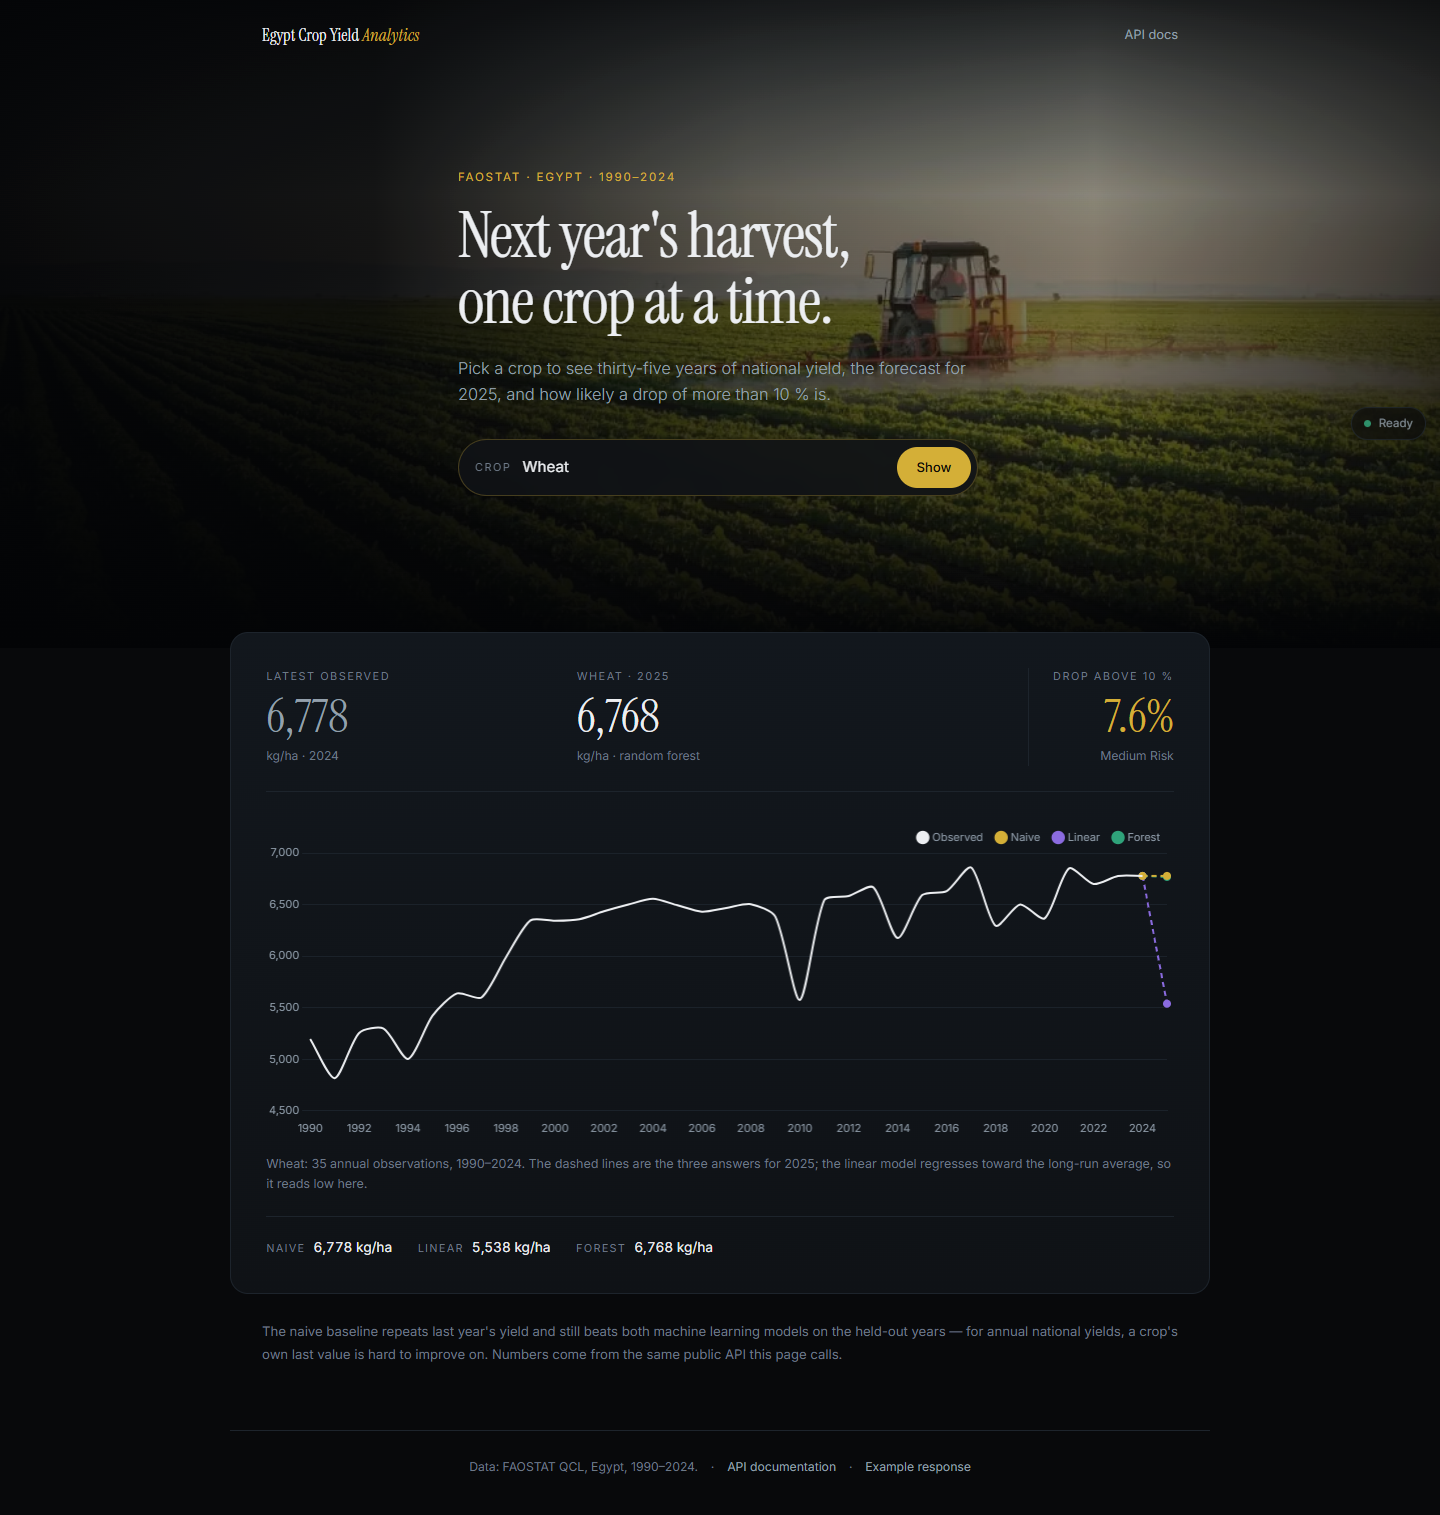 Egypt Crop Yield Analytics
API docs
FAOSTAT · EGYPT · 1990–2024
Next year's harvest,
one crop at a time.
Pick a crop to see thirty-five years of national yield, the forecast for
2025, and how likely a drop of more than 10 % is.
Ready
CROP Wheat
Show
LATEST OBSERVED
6,778
kg/ha · 2024
WHEAT · 2025
6,768
kg/ha · random forest
DROP ABOVE 10 %
7.6%
Medium Risk
Observed Naive Linear Forest
7,000
6,500
6,000
5,500
5,000
4,500
1990 1992 1994 1996 1998 2000 2002 2004 2006 2008 2010 2012 2014 2016 2018 2020 2022 2024
Wheat: 35 annual observations, 1990–2024. The dashed lines are the three answers for 2025; the linear model regresses toward the long-run average, so
it reads low here.
NAIVE 6,778 kg/ha LINEAR 5,538 kg/ha FOREST 6,768 kg/ha
The naive baseline repeats last year's yield and still beats both machine learning models on the held-out years — for annual national yields, a crop's
own last value is hard to improve on. Numbers come from the same public API this page calls.
Data: FAOSTAT QCL, Egypt, 1990–2024. · API documentation · Example response